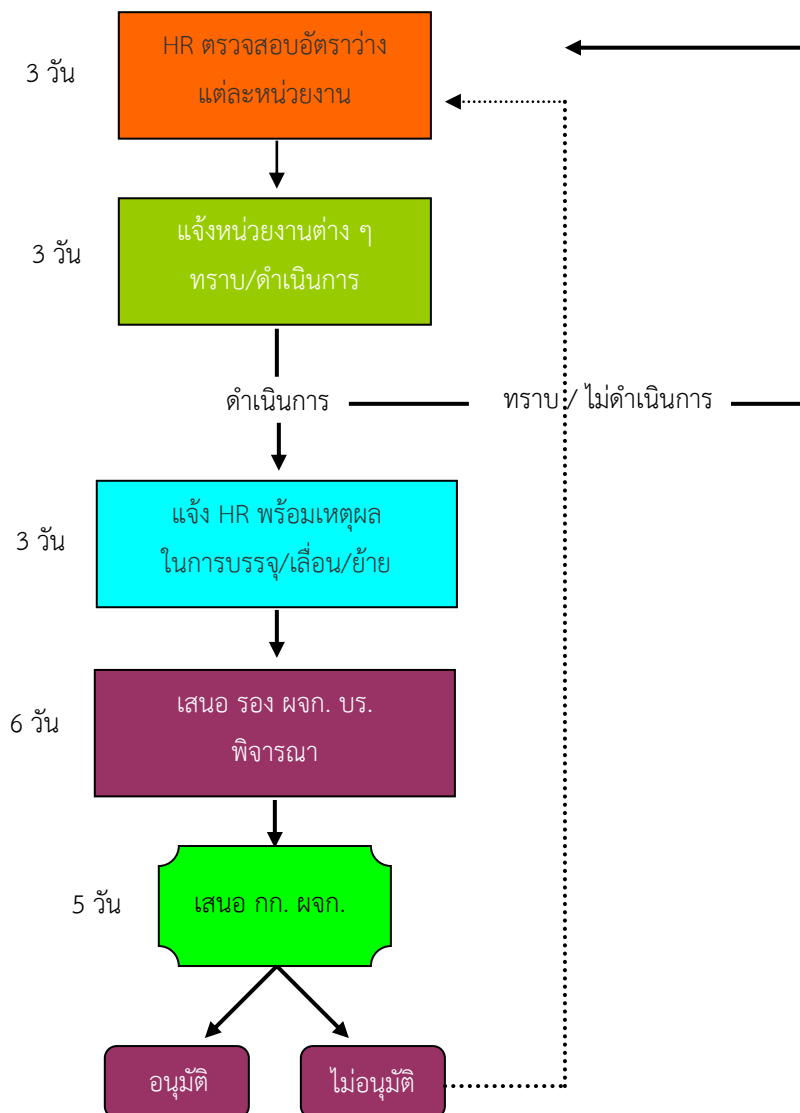 HR ตรวจสอบอัตราว่าง
แต่ละหน่วยงาน
3 วัน
แจ้งหน่วยงานต่าง ๆ
ทราบ/ดำเนินการ
3 วัน
ดำเนินการ
ทราบ / ไม่ดำเนินการ
แจ้ง HR พร้อมเหตุผล
ในการบรรจุ/เลื่อน/ย้าย
3 วัน
เสนอ รอง ผจก. บร.
พิจารณา
6 วัน
เสนอ กก. ผจก.
5 วัน
อนุมัติ
ไม่อนุมัติ